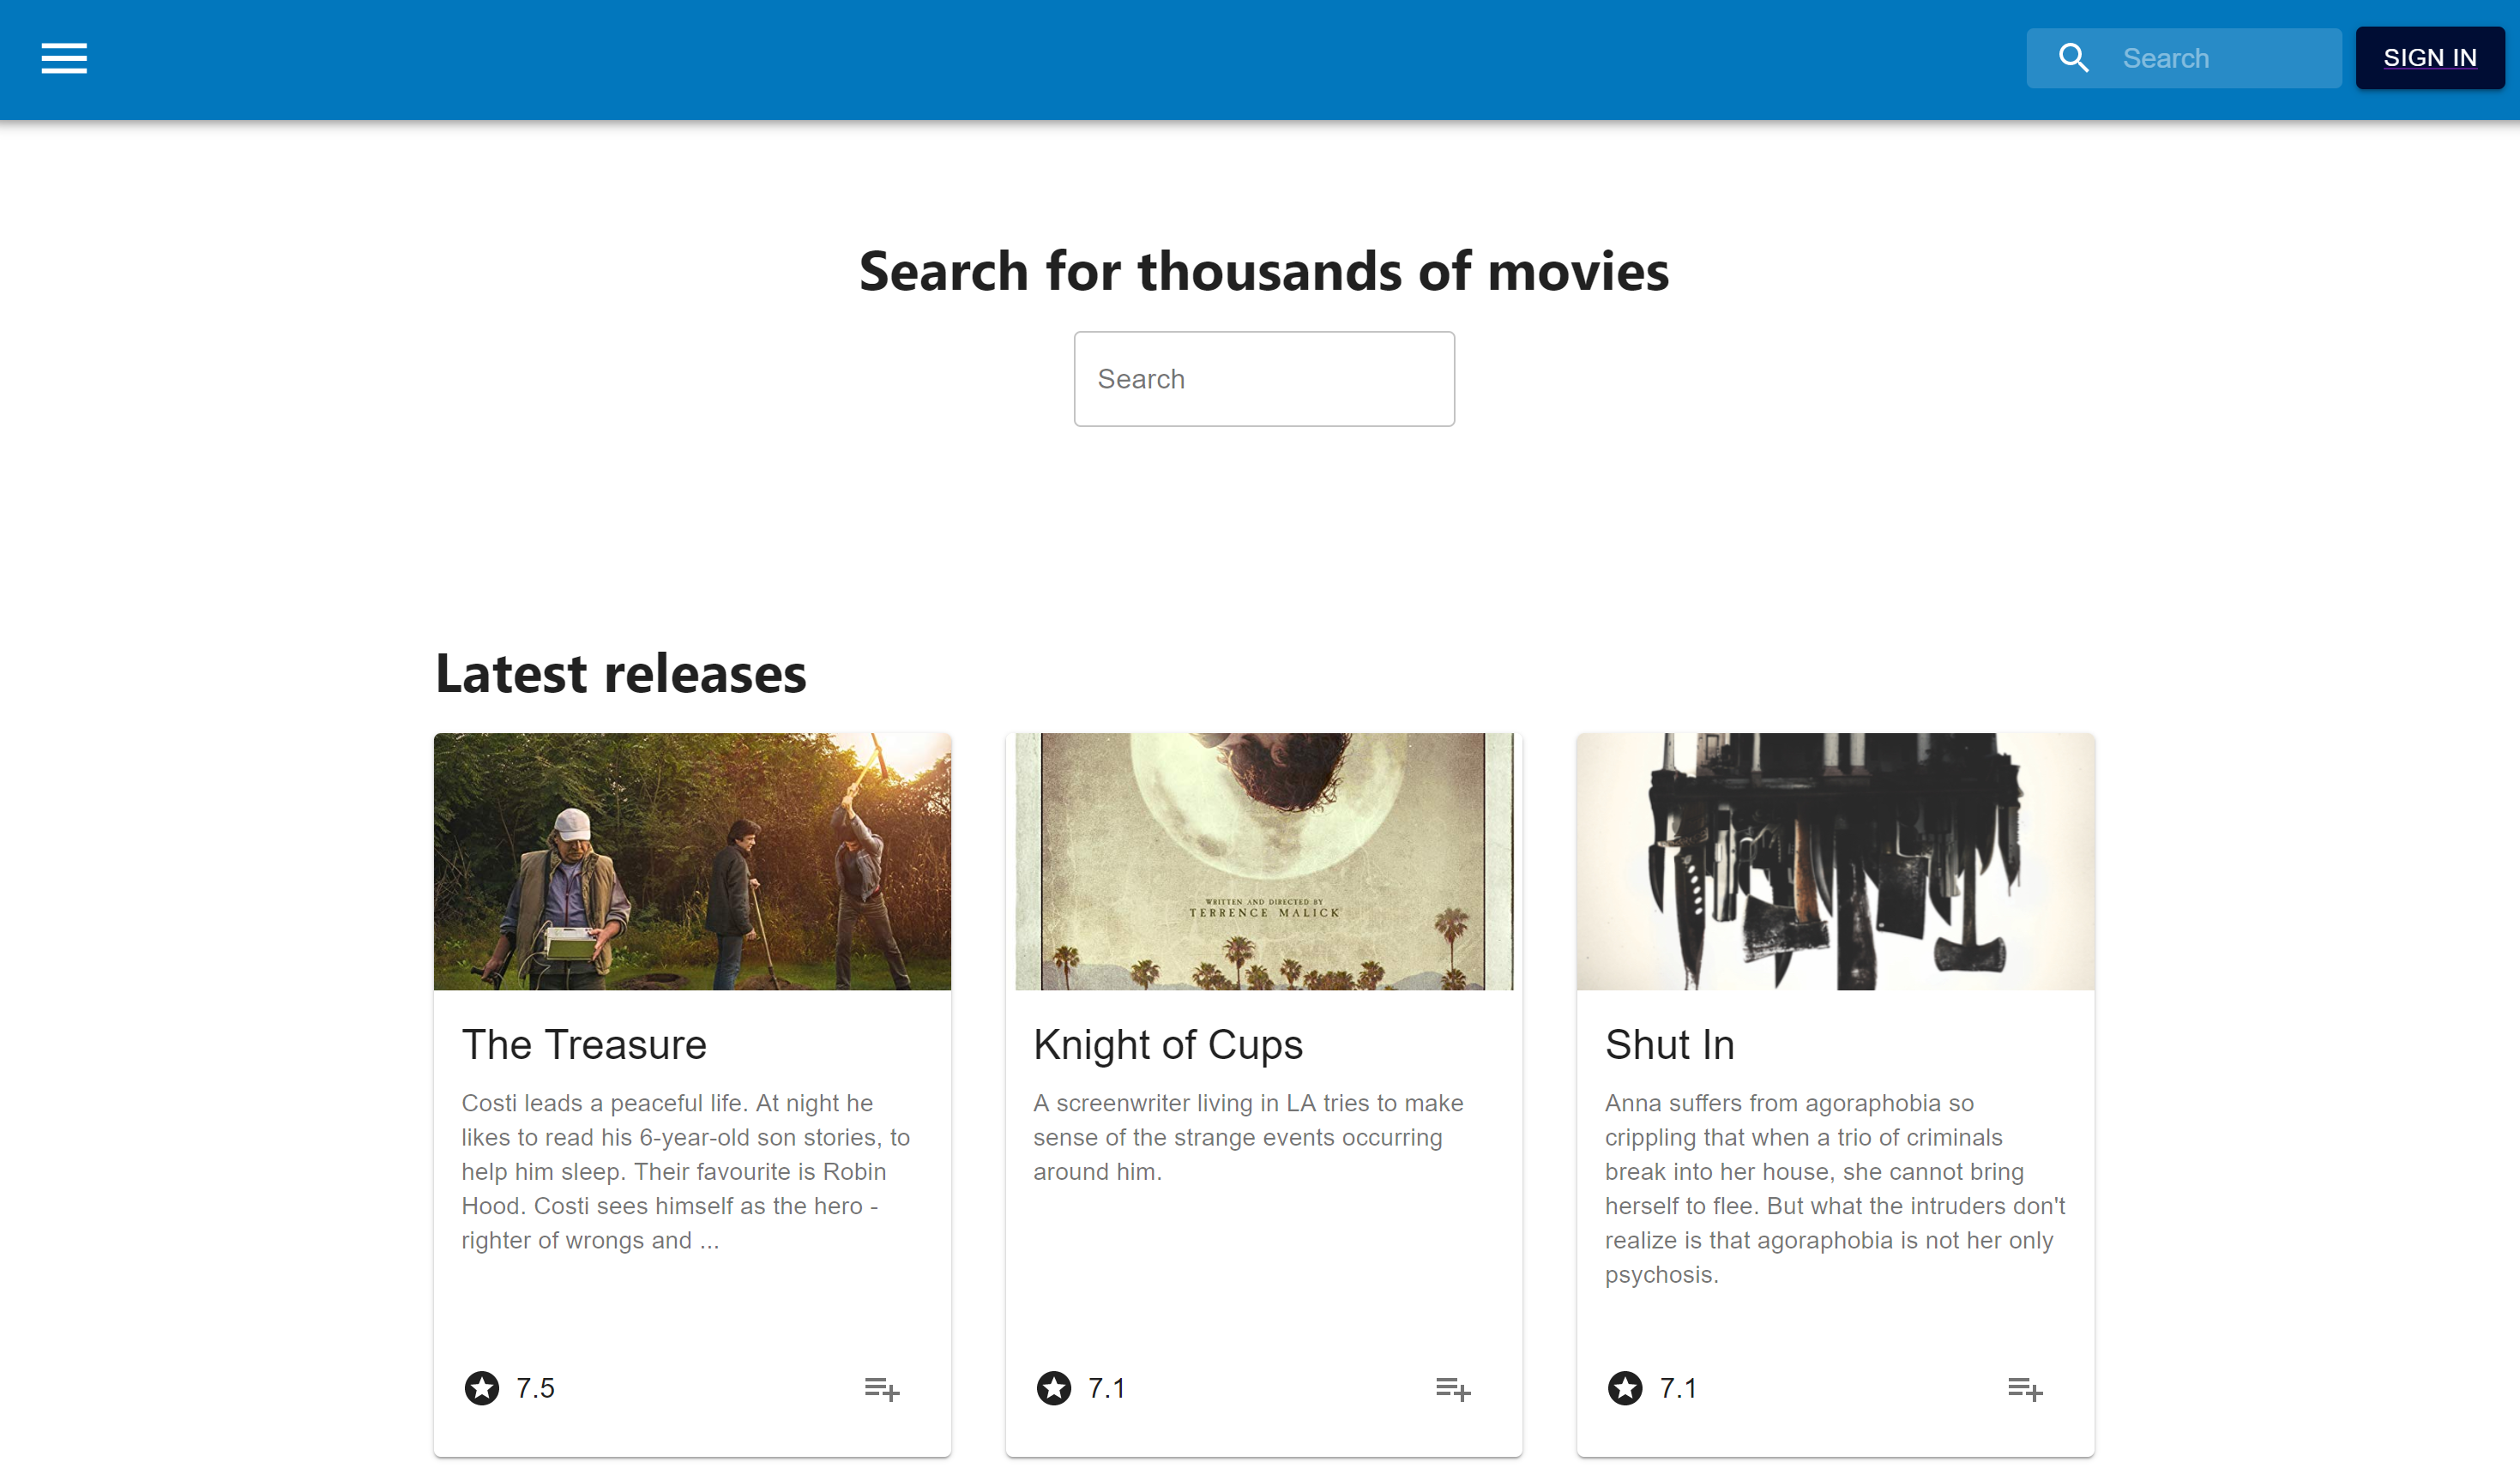 Search
SIGN IN
Search for thousands of movies
Search
Latest releases
WRITTEN AND DIRECTED BY
TERRENCE MALICK
The Treasure
Costi leads a peaceful life. At night he
likes to read his 6-year-old son stories, to
help him sleep. Their favourite is Robin
Hood. Costi sees himself as the hero -
righter of wrongs and ...
7.5
Knight of Cups
A screenwriter living in LA tries to make
sense of the strange events occurring
around him.
7.1
Shut In
Anna suffers from agoraphobia so
crippling that when a trio of criminals
break into her house, she cannot bring
herself to flee. But what the intruders don't
realize is that agoraphobia is not her only
psychosis.
7.1